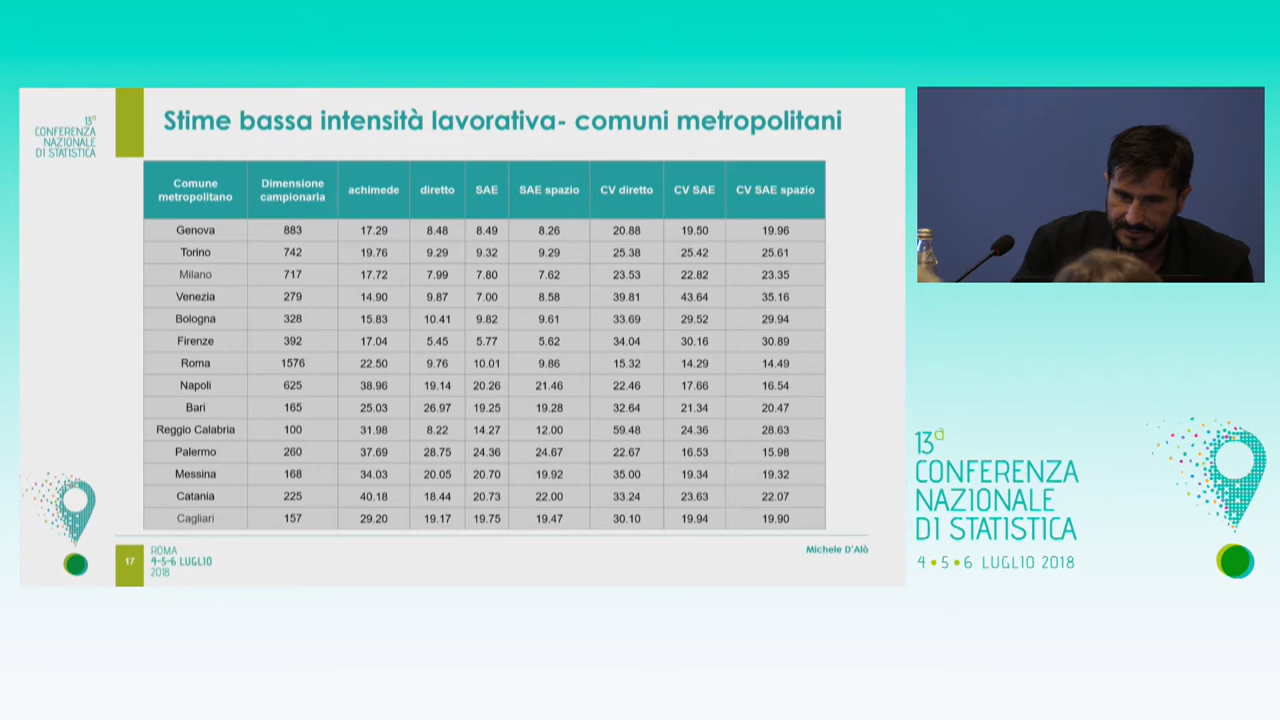 13ª
CONFERENZA
NAZIONALE
DI STATISTICA
Stime bassa intensità lavorativa- comuni metropolitani
Comune metropolitano Dimensione campionaria achimede diretto SAE SAE spazio CV diretto CV SAE CV SAE spazio
Genova 883 17.29 8.48 8.49 8.26 20.88 19.50 19.96
Torino 742 19.76 9.29 9.32 9.29 25.38 25.42 25.61
Milano 717 17.72 7.99 7.80 7.62 23.53 22.82 23.35
Venezia 279 14.90 9.87 7.00 8.58 39.81 43.64 35.16
Bologna 328 15.83 10.41 9.82 9.61 33.69 29.52 29.94
Firenze 392 17.04 5.45 5.77 5.62 34.04 30.16 30.89
Roma 1576 22.50 9.76 10.01 9.86 15.32 14.29 14.49
Napoli 625 38.96 19.14 20.26 21.46 22.46 17.66 16.54
Bari 165 25.03 26.97 19.25 19.28 32.64 21.34 20.47
Reggio Calabria 100 31.98 8.22 14.27 12.00 59.48 24.36 28.63
Palermo 260 37.69 28.75 24.36 24.67 22.67 16.53 15.98
Messina 168 34.03 20.05 20.70 19.92 35.00 19.34 19.32
Catania 225 40.18 18.44 20.73 22.00 33.24 23.63 22.07
Cagliari 157 29.20 19.17 19.75 19.47 30.10 19.94 19.90
17
ROMA
4-5-6 LUGLIO
2018
Michele D'Alò
13ª
CONFERENZA
NAZIONALE
DI STATISTICA
4 • 5 • 6 LUGLIO 2018